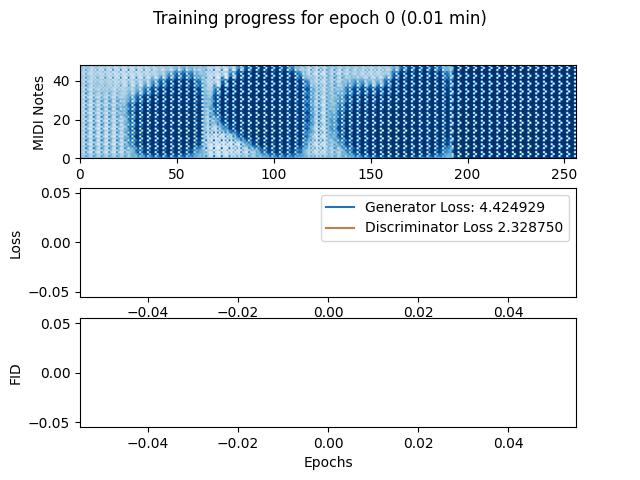 Training progress for epoch 0 (0.01 min)
MIDI Notes
40
20
0
0 50 100 150 200 250
Loss
0.05
0.00
−0.05
Generator Loss: 4.424929
Discriminator Loss 2.328750
−0.04 −0.02 0.00 0.02 0.04
FID
0.05
0.00
−0.05
−0.04 −0.02 0.00 0.02 0.04
Epochs